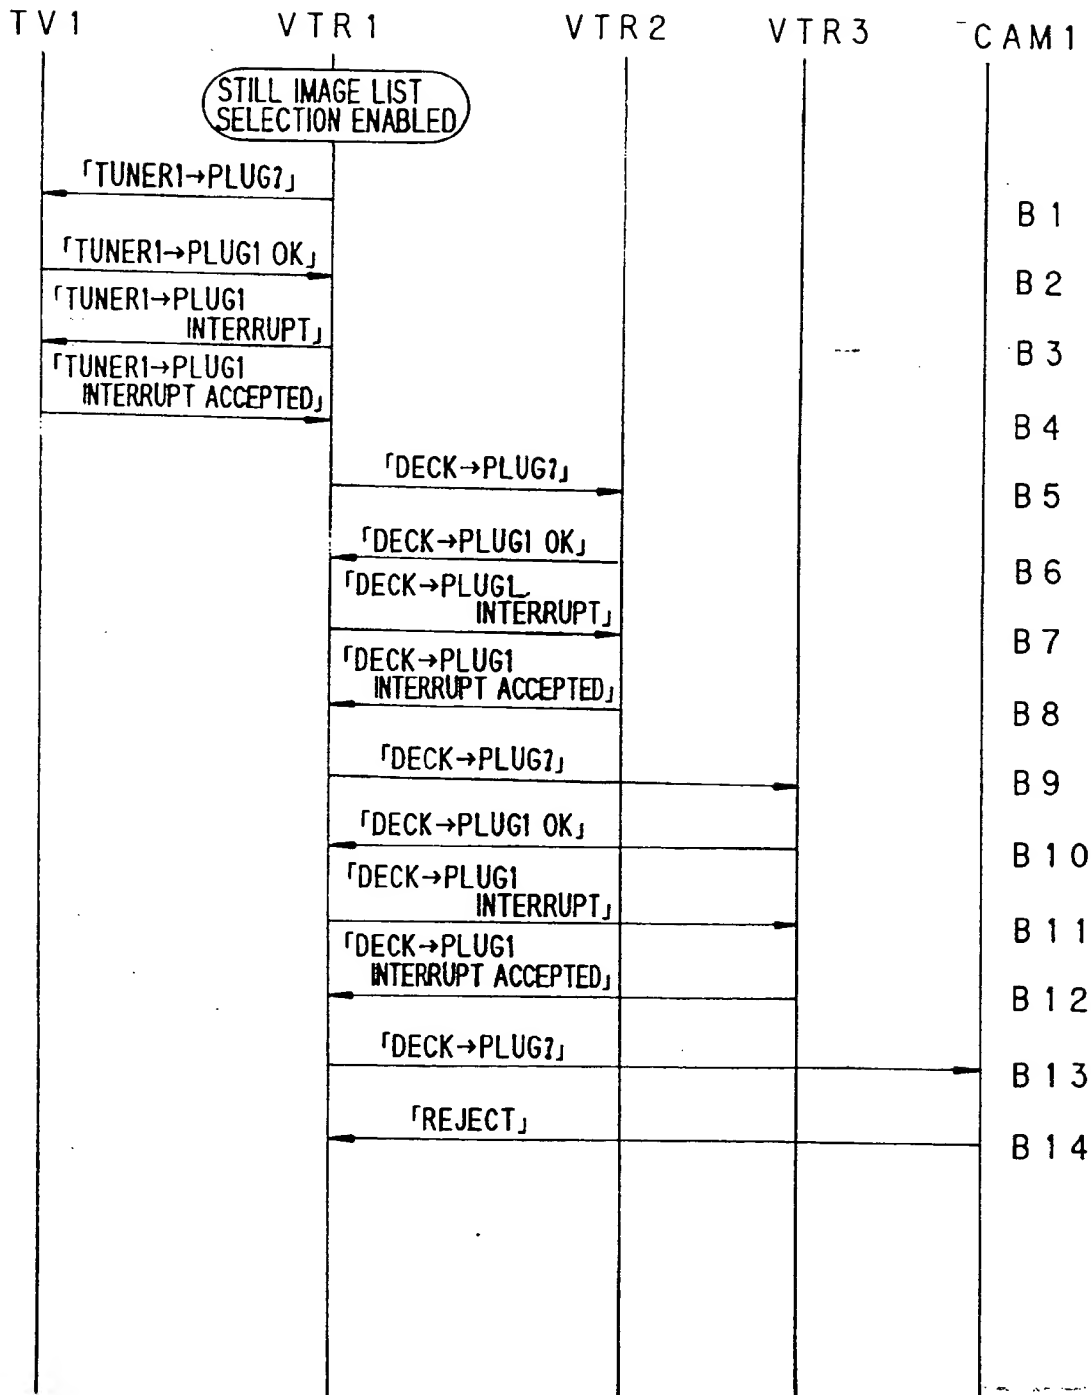 TV1 VTR1 VTR2 VTR3 CAM1
STILL IMAGE LIST
SELECTION ENABLED
「TUNER1→PLUG?」
B1
「TUNER1→PLUG1 OK」
B2
「TUNER1→PLUG1
INTERRUPT」
B3
「TUNER1→PLUG1
INTERRUPT ACCEPTED」
B4
「DECK→PLUG?」
B5
「DECK→PLUG1 OK」
B6
「DECK→PLUG1
INTERRUPT」
B7
「DECK→PLUG1
INTERRUPT ACCEPTED」
B8
「DECK→PLUG?」
B9
「DECK→PLUG1 OK」
B10
「DECK→PLUG1
INTERRUPT」
B11
「DECK→PLUG1
INTERRUPT ACCEPTED」
B12
「DECK→PLUG?」
B13
「REJECT」
B14